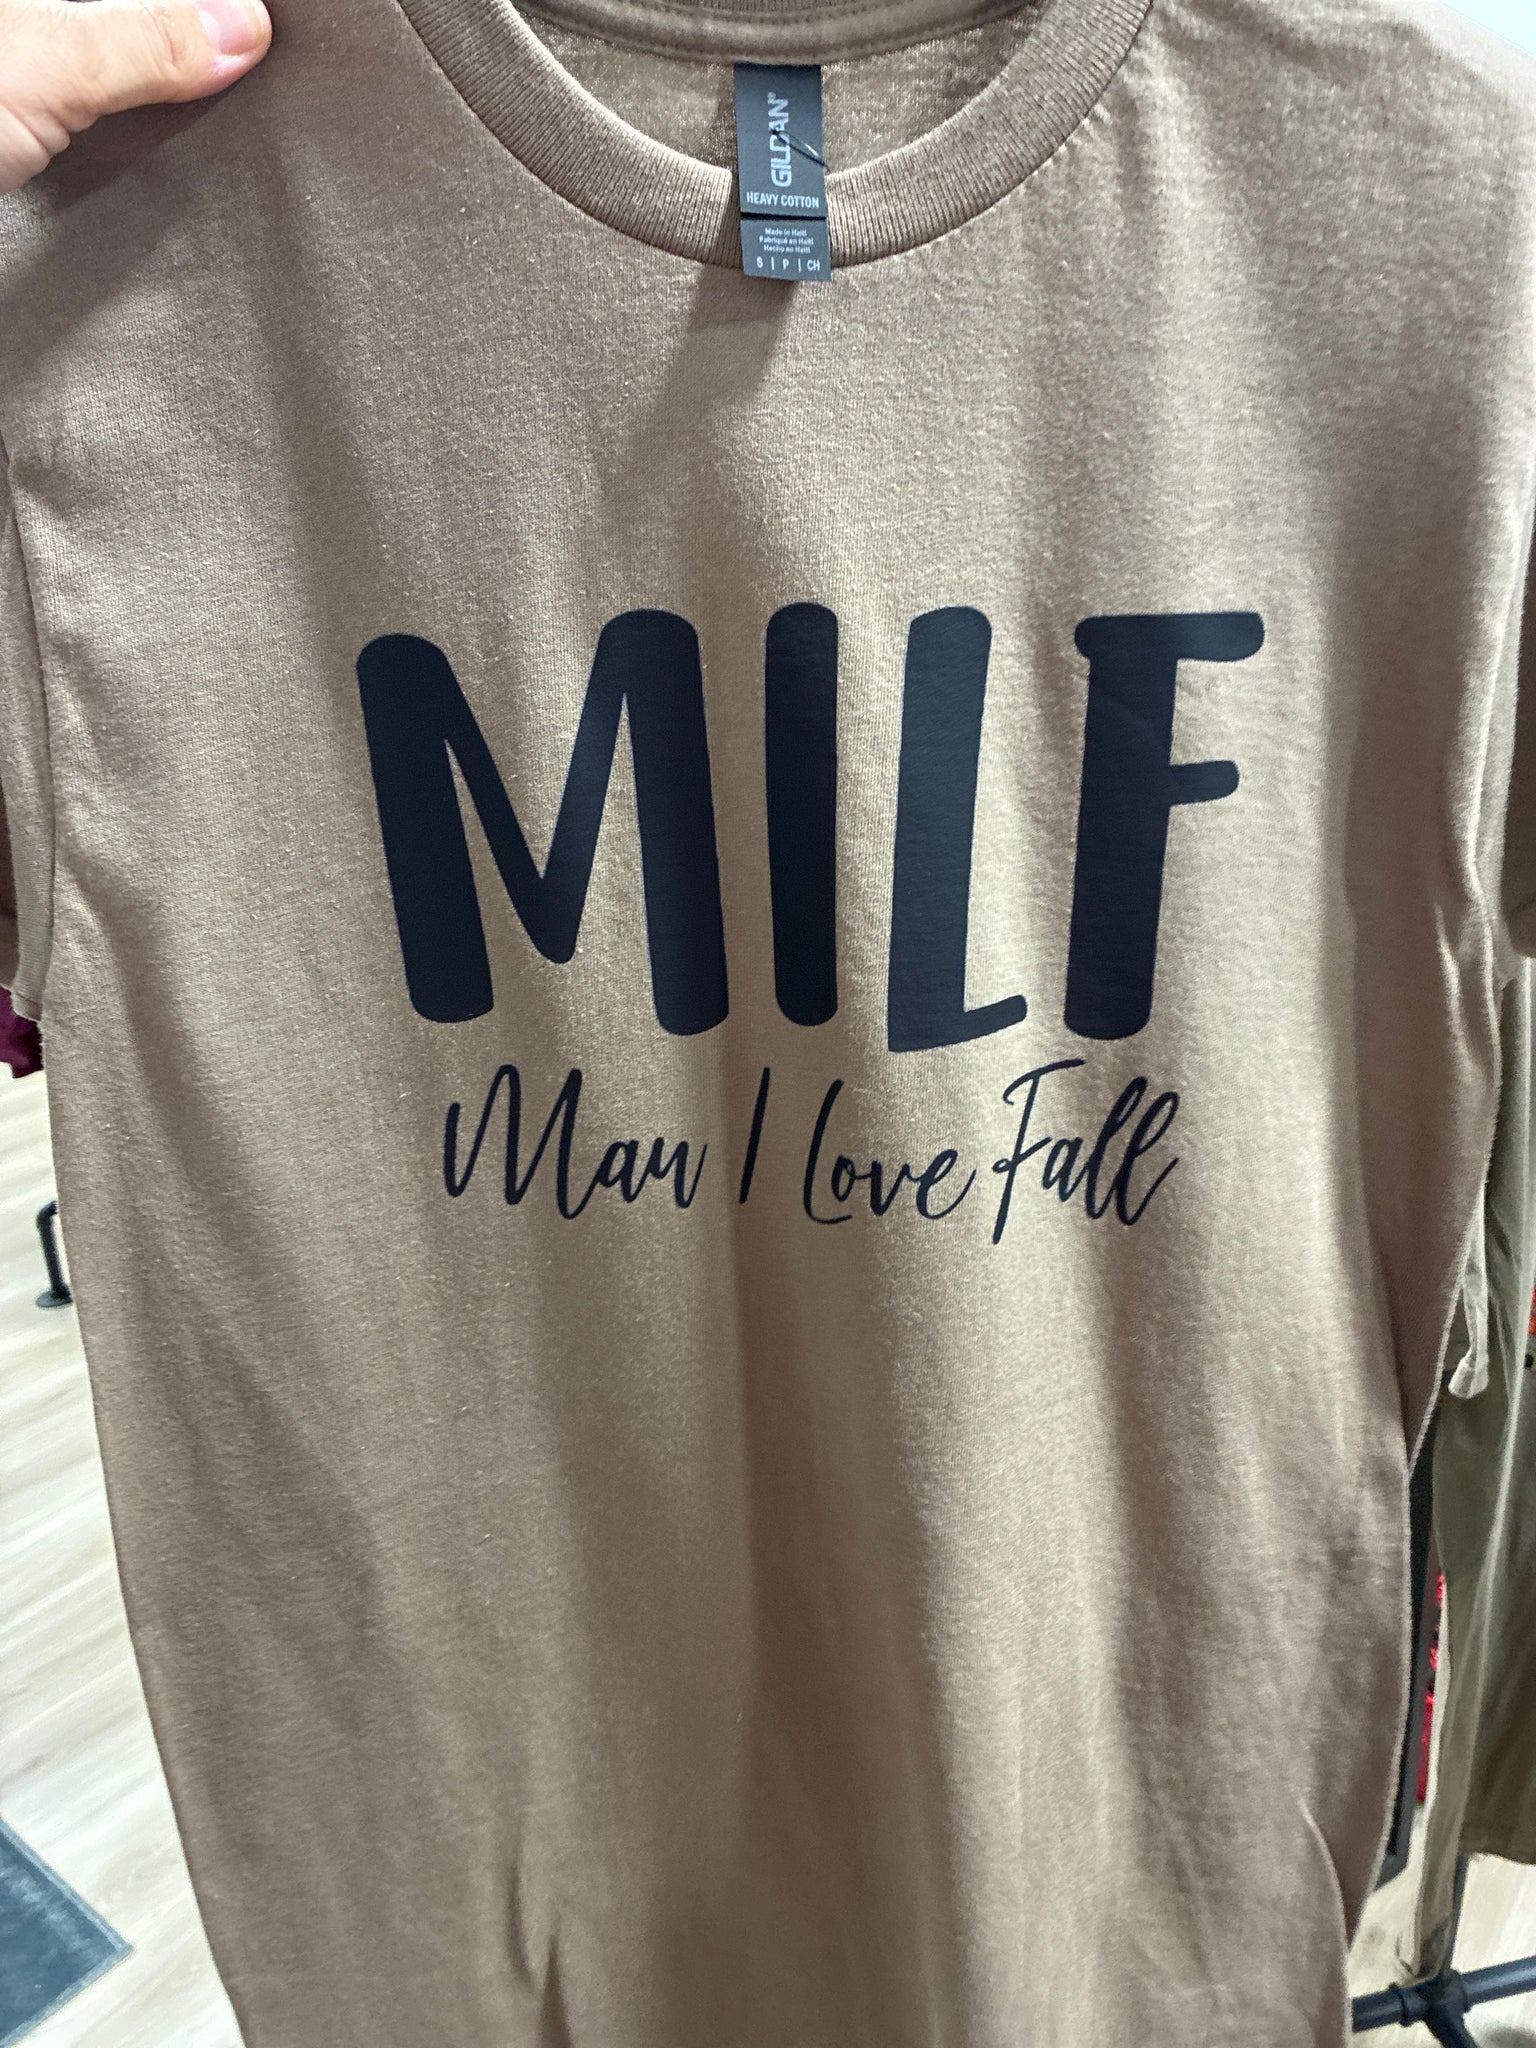 GILDAN®
HEAVY COTTON
Made in Haiti
Fabriqué en Haïti
Hecho en Haití
S | P | CH
MILF
Man I Love Fall